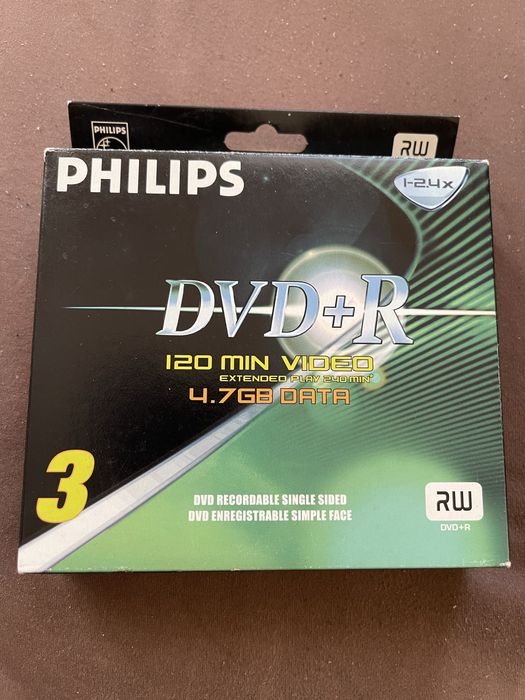 PHILIPS
RW
PHILIPS
1-2.4x
DVD+R
120 MIN VIDEO
EXTENDED PLAY 240 MIN*
4.7GB DATA
3
DVD RECORDABLE SINGLE SIDED
DVD ENREGISTRABLE SIMPLE FACE
RW
DVD+R